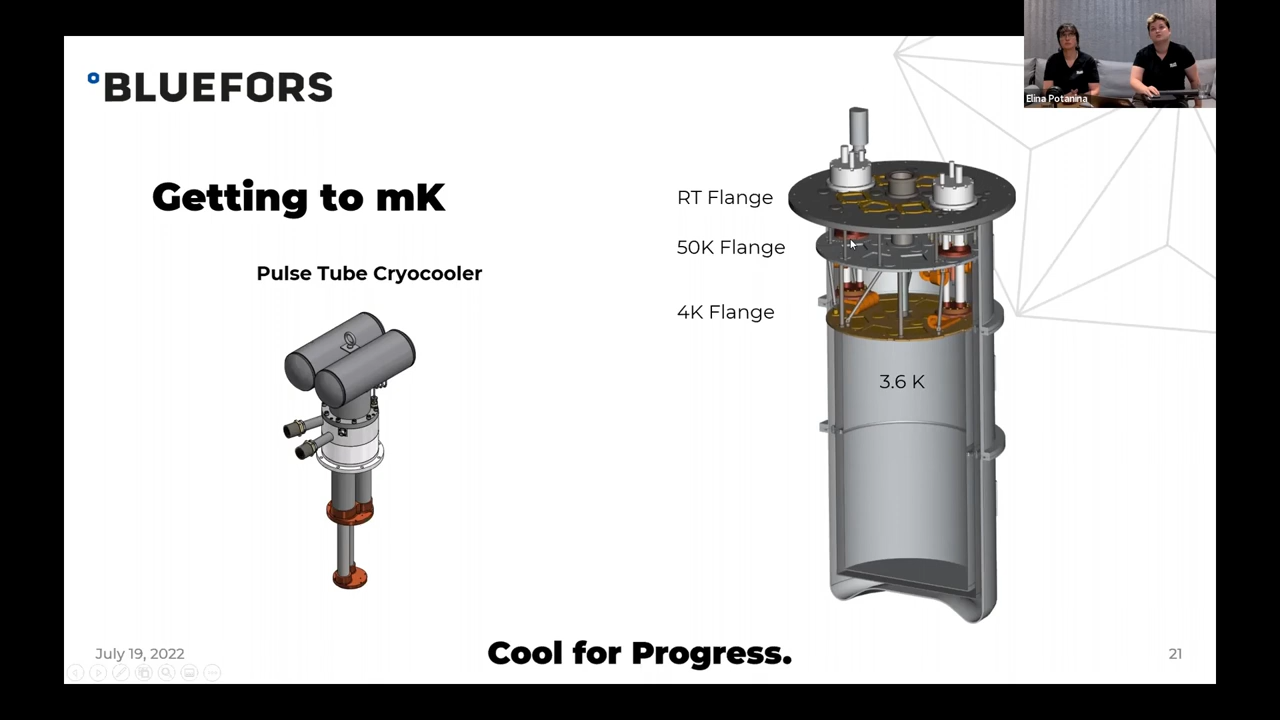 °BLUEFORS
Elina Potanina
Getting to mK
Pulse Tube Cryocooler
RT Flange
50K Flange
4K Flange
3.6 K
July 19, 2022
Cool for Progress.
21